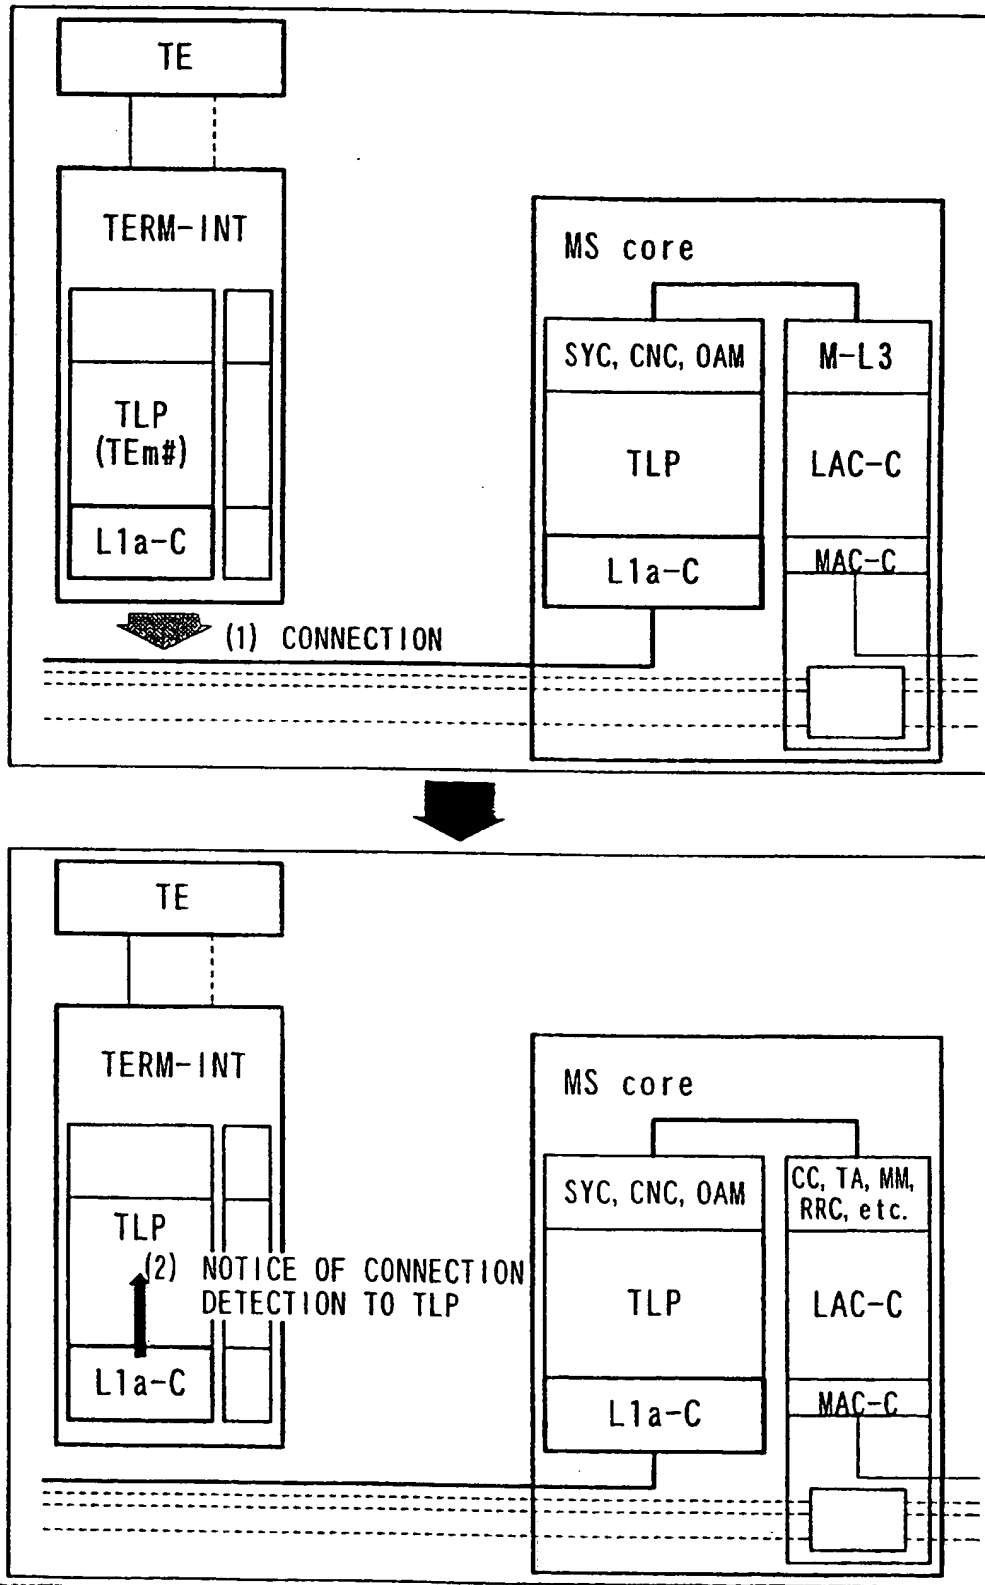 TE
TERM-INT
TLP
(TEm#)
L1a-C
(1) CONNECTION
MS core
SYC, CNC, OAM
TLP
L1a-C
M-L3
LAC-C
MAC-C
TE
TERM-INT
TLP
(2) NOTICE OF CONNECTION
DETECTION TO TLP
L1a-C
MS core
SYC, CNC, OAM
TLP
L1a-C
CC, TA, MM,
RRC, etc.
LAC-C
MAC-C